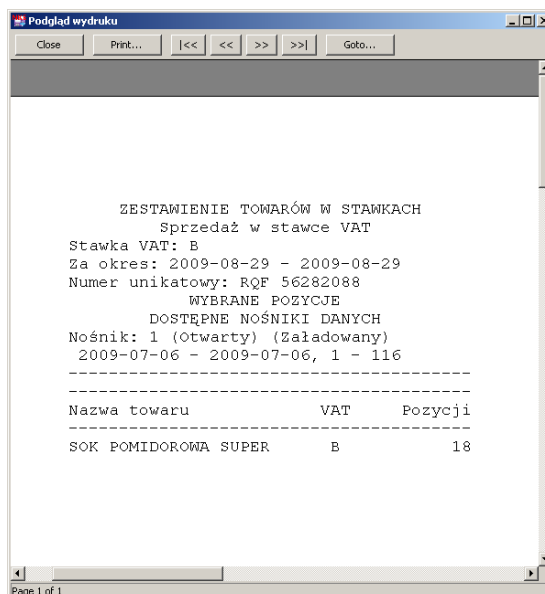 Podgląd wydruku
Close Print... |<< << >> >>| Goto...
ZESTAWIENIE TOWARÓW W STAWKACH
Sprzedaż w stawce VAT
Stawka VAT: B
Za okres: 2009-08-29 - 2009-08-29
Numer unikatowy: RQF 56282088
WYBRANE POZYCJE
DOSTĘPNE NOŚNIKI DANYCH
Nośnik: 1 (Otwarty) (Załadowany)
2009-07-06 - 2009-07-06, 1 - 116
----------------------------------------
----------------------------------------
Nazwa towaru VAT Pozycji
----------------------------------------
SOK POMIDOROWA SUPER B 18
Page 1 of 1